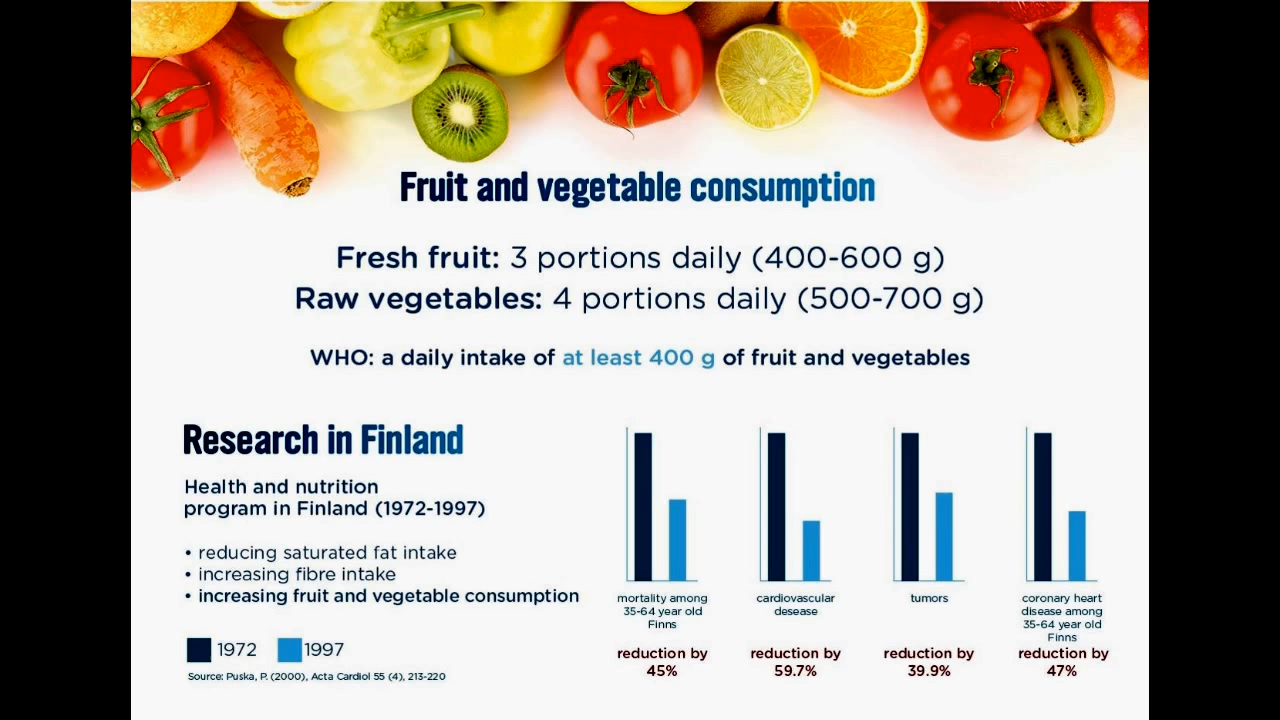 Fruit and vegetable consumption
Fresh fruit: 3 portions daily (400-600 g)
Raw vegetables: 4 portions daily (500-700 g)
WHO: a daily intake of at least 400 g of fruit and vegetables
Research in Finland
Health and nutrition
program in Finland (1972-1997)
• reducing saturated fat intake
• increasing fibre intake
• increasing fruit and vegetable consumption
1972 1997
Source: Puska, P. (2000), Acta Cardiol 55 (4), 213-220
mortality among
35-64 year old
Finns
reduction by
45%
cardiovascular
desease
reduction by
59.7%
tumors
reduction by
39.9%
coronary heart
disease among
35-64 year old
Finns
reduction by
47%